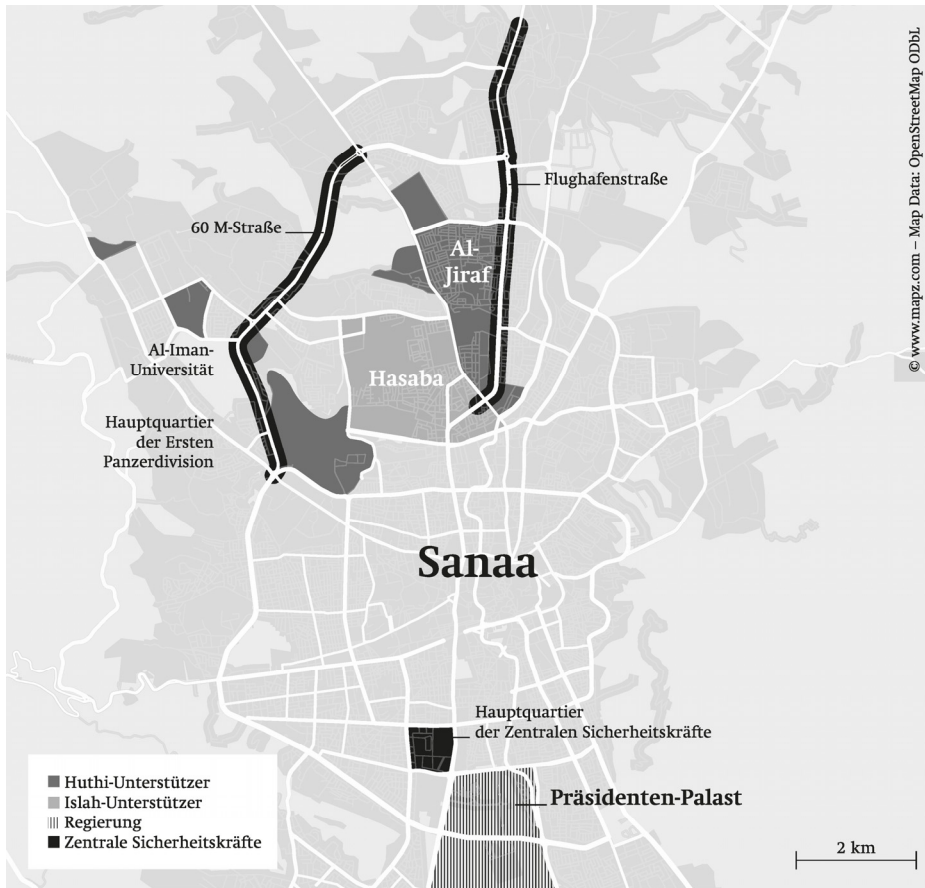 © www.mapz.com – Map Data: OpenStreetMap ODbL
Flughafenstraße
60 M-Straße
Al-
Jiraf
Al-Iman-
Universität
Hasaba
Hauptquartier
der Ersten
Panzerdivision
Sanaa
Hauptquartier
der Zentralen Sicherheitskräfte
Präsidenten-Palast
Huthi-Unterstützer
Islah-Unterstützer
Regierung
Zentrale Sicherheitskräfte
2 km